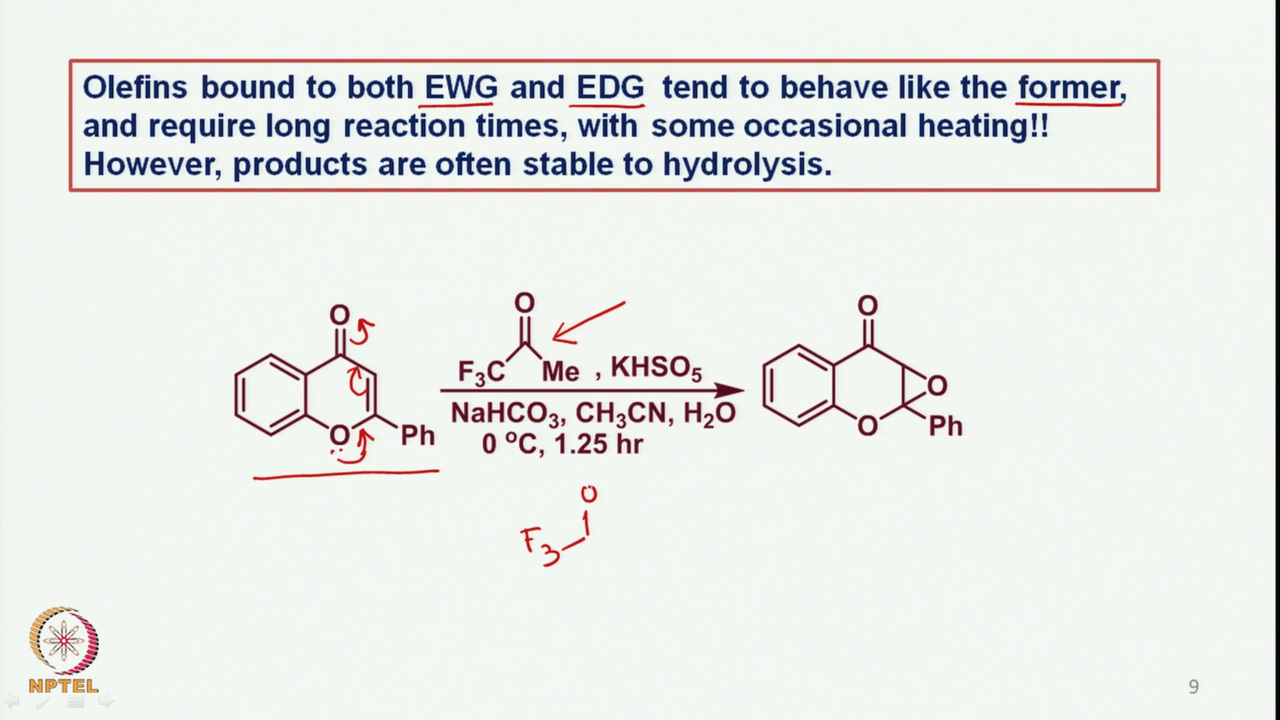 Olefins bound to both EWG and EDG tend to behave like the former,
and require long reaction times, with some occasional heating!!
However, products are often stable to hydrolysis.
O
O
Ph
O
F₃C Me , KHSO₅
NaHCO₃, CH₃CN, H₂O
0 ºC, 1.25 hr
O
O
O
Ph
O
F₃
NPTEL
9